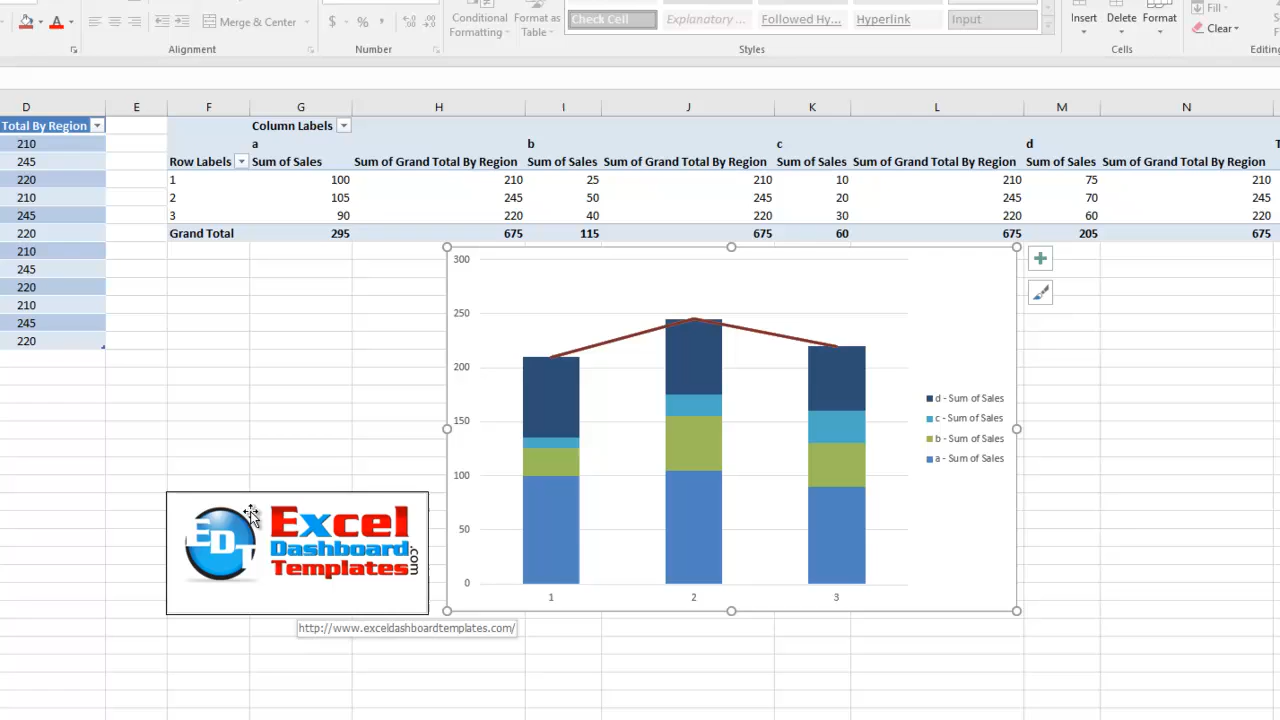 Fill
Merge & Center
$ % ,
Conditional
Formatting
Format as
Table
Check Cell
Explanatory ...
Followed Hy...
Hyperlink
Input
Insert
Delete
Format
Clear
Alignment
Number
Styles
Cells
Editing
D E F G H I J K L M N
Total By Region
Column Labels
a b c d
Row Labels Sum of Sales Sum of Grand Total By Region Sum of Sales Sum of Grand Total By Region Sum of Sales Sum of Grand Total By Region Sum of Sales Sum of Grand Total By Region
1 100 210 25 210 10 210 75 210
2 105 245 50 245 20 245 70 245
3 90 220 40 220 30 220 60 220
Grand Total 295 675 115 675 60 675 205 675
210
245
220
210
245
220
210
245
220
210
245
220
300
250
200
150
100
50
0
1 2 3
d - Sum of Sales
c - Sum of Sales
b - Sum of Sales
a - Sum of Sales
EDT
Excel
Dashboard
Templates
.com
http://www.exceldashboardtemplates.com/